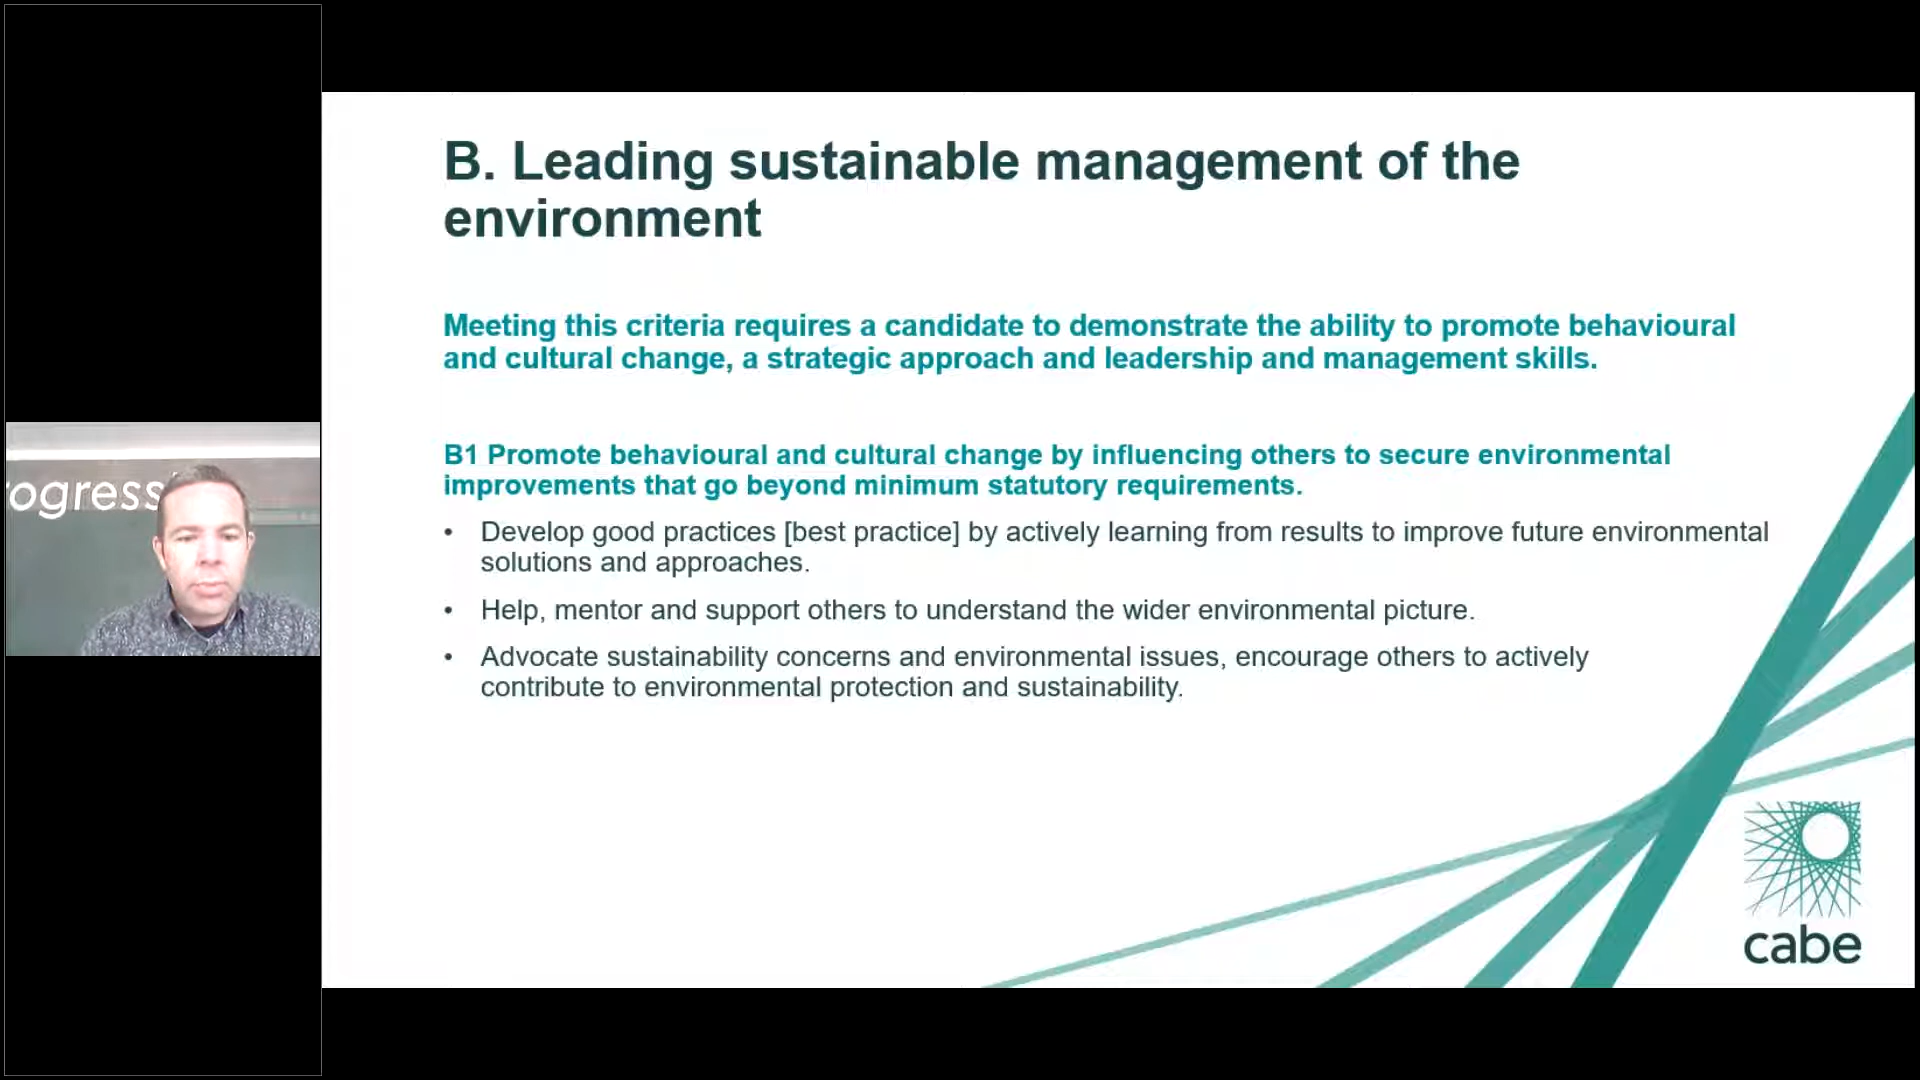 B. Leading sustainable management of the
environment
Meeting this criteria requires a candidate to demonstrate the ability to promote behavioural
and cultural change, a strategic approach and leadership and management skills.
B1 Promote behavioural and cultural change by influencing others to secure environmental
improvements that go beyond minimum statutory requirements.
• Develop good practices [best practice] by actively learning from results to improve future environmental
solutions and approaches.
• Help, mentor and support others to understand the wider environmental picture.
• Advocate sustainability concerns and environmental issues, encourage others to actively
contribute to environmental protection and sustainability.
ogress
cabe